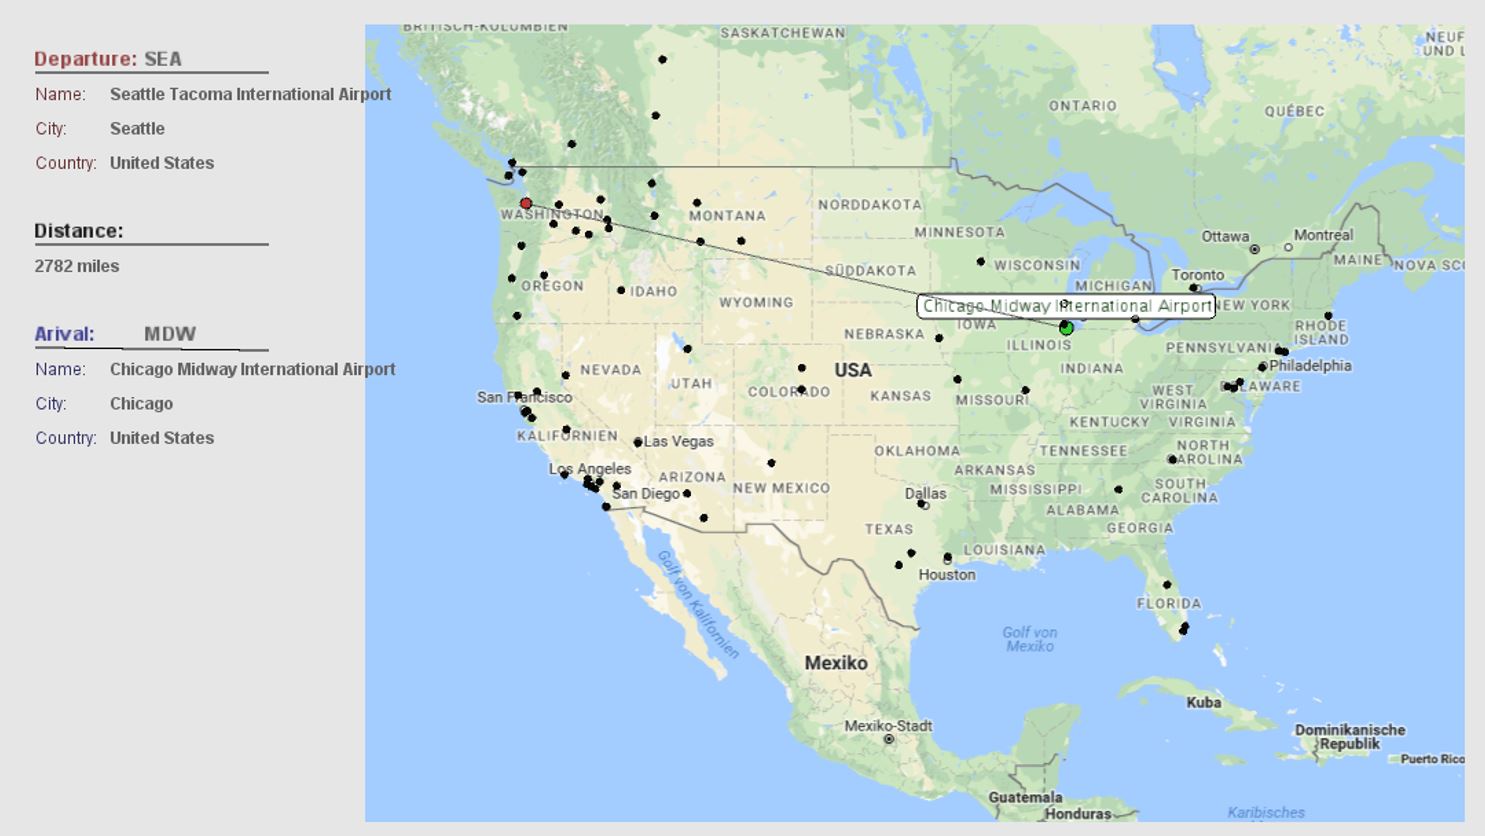 Departure: SEA
Name: Seattle Tacoma International Airport
City: Seattle
Country: United States
Distance:
2782 miles
Arival: MDW
Name: Chicago Midway International Airport
City: Chicago
Country: United States
BRITISCH-KOLUMBIEN
SASKATCHEWAN
NEUF
UND L
ONTARIO
QUÉBEC
WASHINGTON
MONTANA
NORDDAKOTA
MINNESOTA
Ottawa
Montreal
MAINE
NOVA SC
WISCONSIN
SÜDDAKOTA
Toronto
OREGON
IDAHO
MICHIGAN
WYOMING
Chicago Midway International Airport
NEW YORK
IOWA
NEBRASKA
RHODE
ISLAND
ILLINOIS
PENNSYLVANIA
Philadelphia
NEVADA
USA
INDIANA
UTAH
COLORADO
KANSAS
MISSOURI
WEST
VIRGINIA
DELAWARE
San Francisco
KENTUCKY
VIRGINIA
KALIFORNIEN
Las Vegas
OKLAHOMA
TENNESSEE
NORTH
CAROLINA
Los Angeles
ARIZONA
NEW MEXICO
ARKANSAS
San Diego
Dallas
MISSISSIPPI
SOUTH
CAROLINA
ALABAMA
TEXAS
GEORGIA
LOUISIANA
Houston
Golf von Kalifornien
FLORIDA
Golf von
Mexiko
Mexiko
Kuba
Mexiko-Stadt
Dominikanische
Republik
Puerto Rico
Guatemala
Honduras
Karibisches